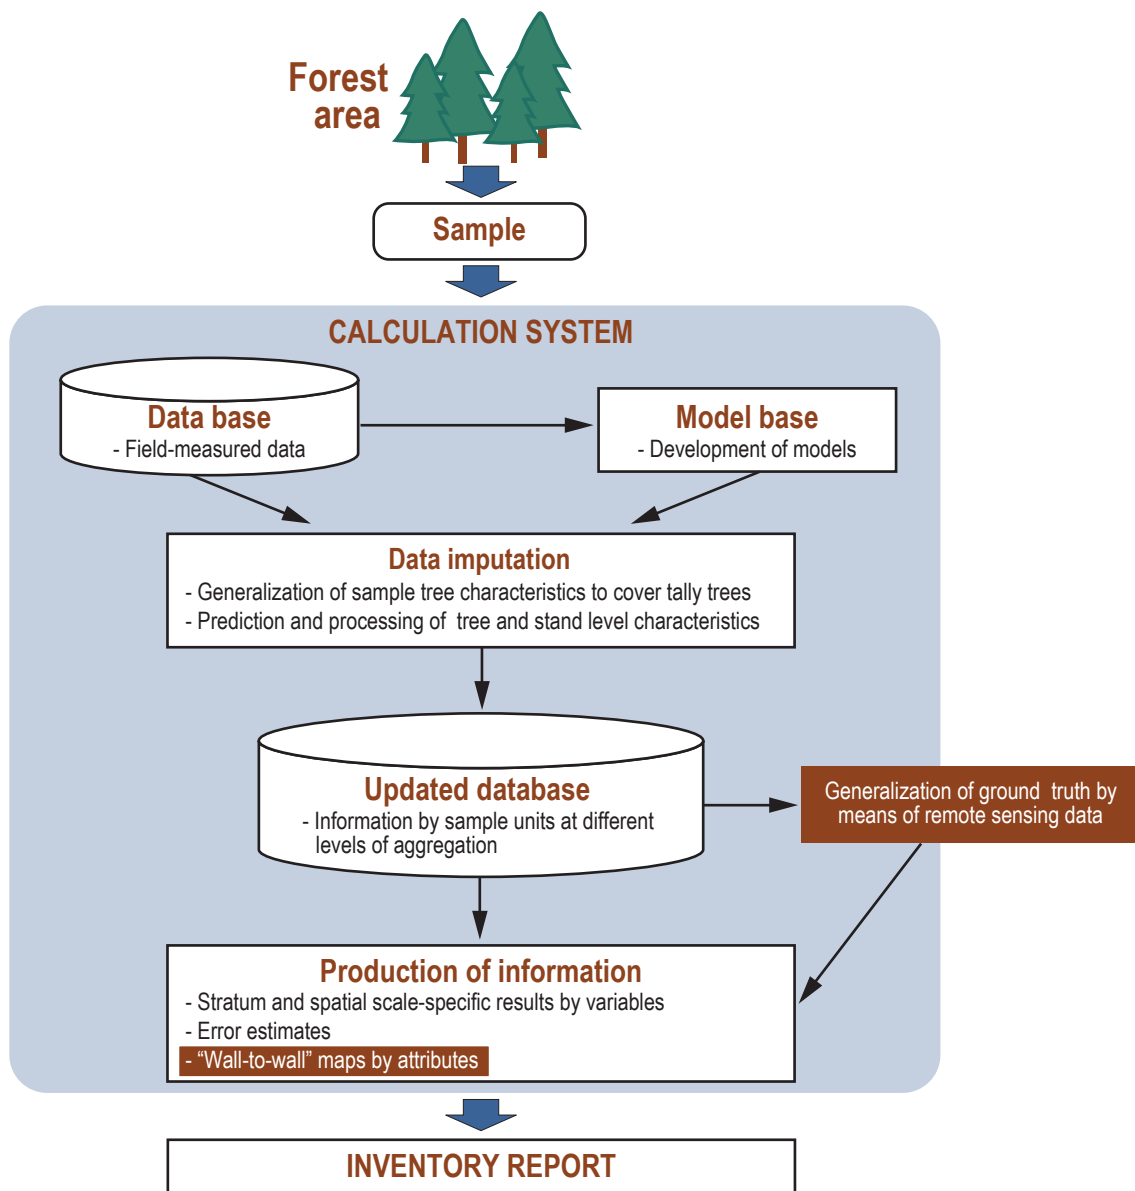 Forest
area
Sample
CALCULATION SYSTEM
Data base
- Field-measured data
Model base
- Development of models
Data imputation
- Generalization of sample tree characteristics to cover tally trees
- Prediction and processing of tree and stand level characteristics
Updated database
- Information by sample units at different
levels of aggregation
Generalization of ground truth by
means of remote sensing data
Production of information
- Stratum and spatial scale-specific results by variables
- Error estimates
- “Wall-to-wall” maps by attributes
INVENTORY REPORT